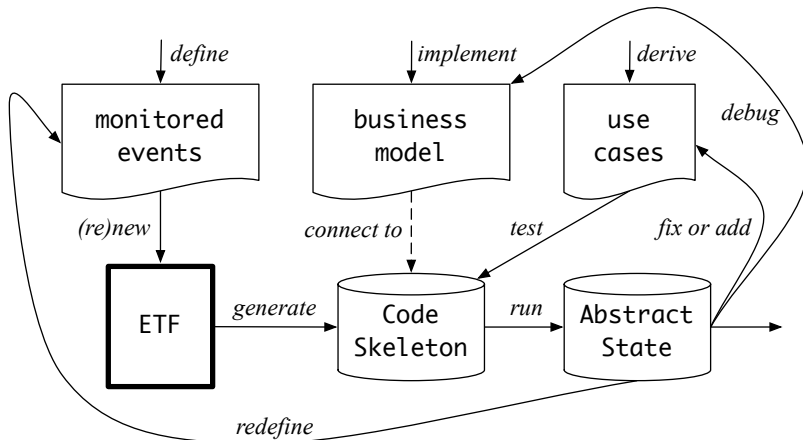 define
implement
derive
monitored
events
business
model
use
cases
debug
(re)new
connect to
test
fix or add
ETF
generate
Code
Skeleton
run
Abstract
State
redefine